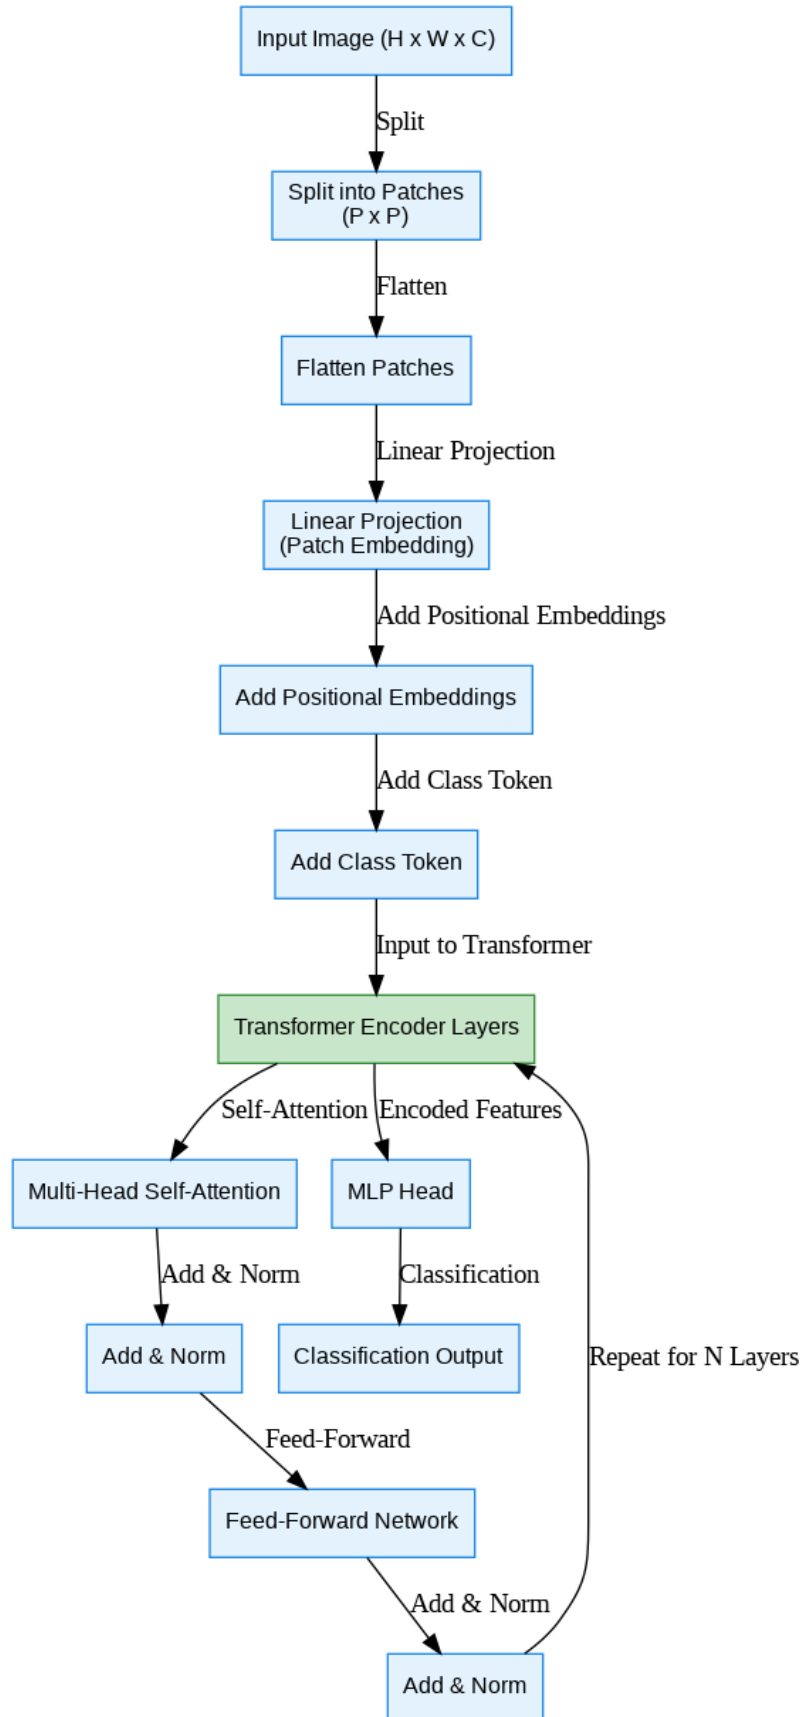 Input Image (H x W x C)
Split
Split into Patches
(P x P)
Flatten
Flatten Patches
Linear Projection
Linear Projection
(Patch Embedding)
Add Positional Embeddings
Add Positional Embeddings
Add Class Token
Add Class Token
Input to Transformer
Transformer Encoder Layers
Self-Attention
Encoded Features
Multi-Head Self-Attention
MLP Head
Add & Norm
Classification
Add & Norm
Classification Output
Repeat for N Layers
Feed-Forward
Feed-Forward Network
Add & Norm
Add & Norm